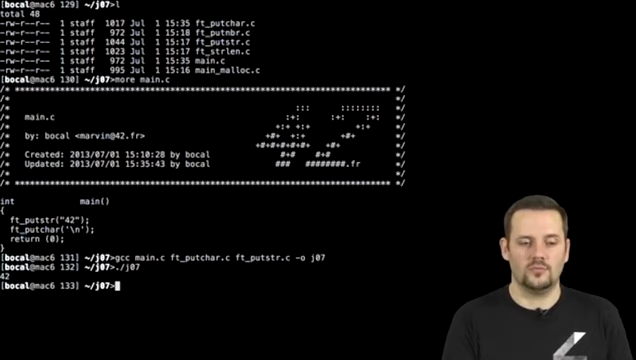 [bocal@mac6 129] ~/j07>l
total 48
-rw-r--r-- 1 staff 1017 Jul 1 15:35 ft_putchar.c
-rw-r--r-- 1 staff 972 Jul 1 15:18 ft_putnbr.c
-rw-r--r-- 1 staff 1044 Jul 1 15:17 ft_putstr.c
-rw-r--r-- 1 staff 1023 Jul 1 15:17 ft_strlen.c
-rw-r--r-- 1 staff 972 Jul 1 15:35 main.c
-rw-r--r-- 1 staff 995 Jul 1 15:16 main_malloc.c
[bocal@mac6 130] ~/j07>more main.c
/* ************************************************************************** */
/* */
/* ::: :::::::: */
/* main.c :+: :+: :+: */
/* +:+ +:+ +:+ */
/* by: bocal <marvin@42.fr> +#+ +:+ +#+ */
/* +#+#+#+#+#+ +#+ */
/* Created: 2013/07/01 15:10:28 by bocal #+# #+# */
/* Updated: 2013/07/01 15:35:43 by bocal ### ########.fr */
/* */
/* ************************************************************************** */
int main()
{
ft_putstr("42");
ft_putchar('\n');
return (0);
}
[bocal@mac6 131] ~/j07>gcc main.c ft_putchar.c ft_putstr.c -o j07
[bocal@mac6 132] ~/j07>./j07
42
[bocal@mac6 133] ~/j07>